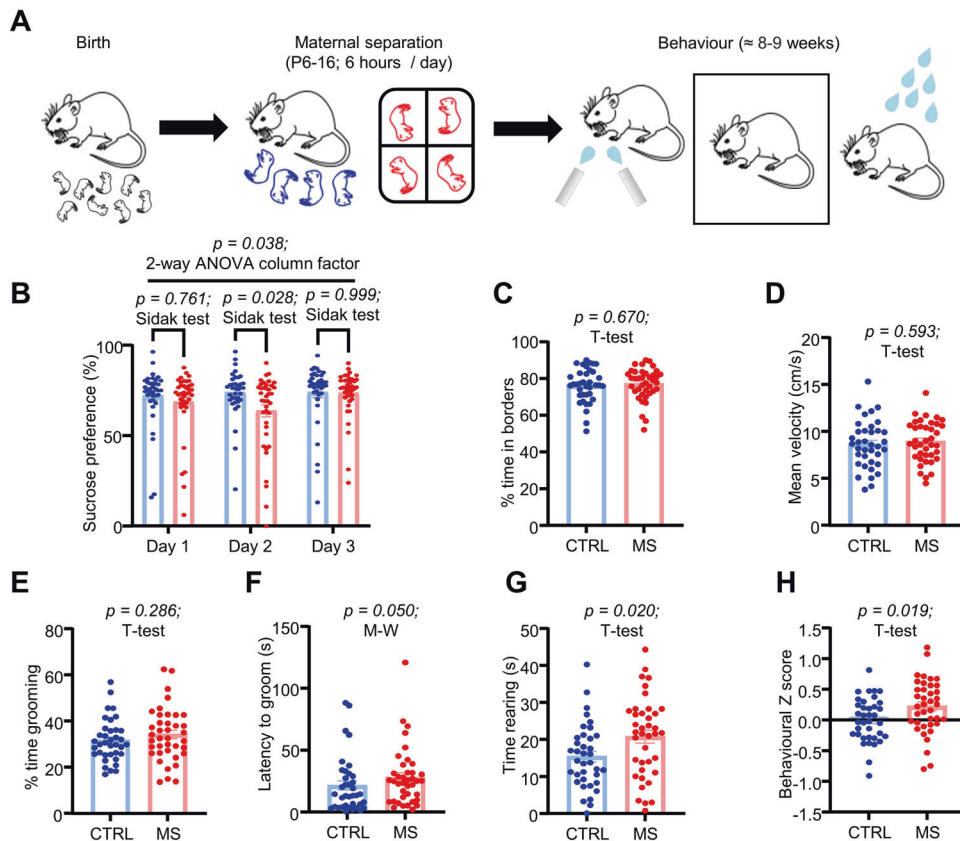 A
Birth
Maternal separation
(P6-16; 6 hours / day)
Behaviour (≈ 8-9 weeks)
B
p = 0.038;
2-way ANOVA column factor
p = 0.761;
Sidak test
p = 0.028;
Sidak test
p = 0.999;
Sidak test
Sucrose preference (%)
100
50
0
Day 1
Day 2
Day 3
C
p = 0.670;
T-test
% time in borders
100
80
60
40
20
0
CTRL
MS
D
p = 0.593;
T-test
Mean velocity (cm/s)
20
15
10
5
0
CTRL
MS
E
p = 0.286;
T-test
% time grooming
80
60
40
20
0
CTRL
MS
F
p = 0.050;
M-W
Latency to groom (s)
150
100
50
0
CTRL
MS
G
p = 0.020;
T-test
Time rearing (s)
50
40
30
20
10
0
CTRL
MS
H
p = 0.019;
T-test
Behavioural Z score
1.5
1.0
0.5
0.0
-0.5
-1.0
-1.5
CTRL
MS